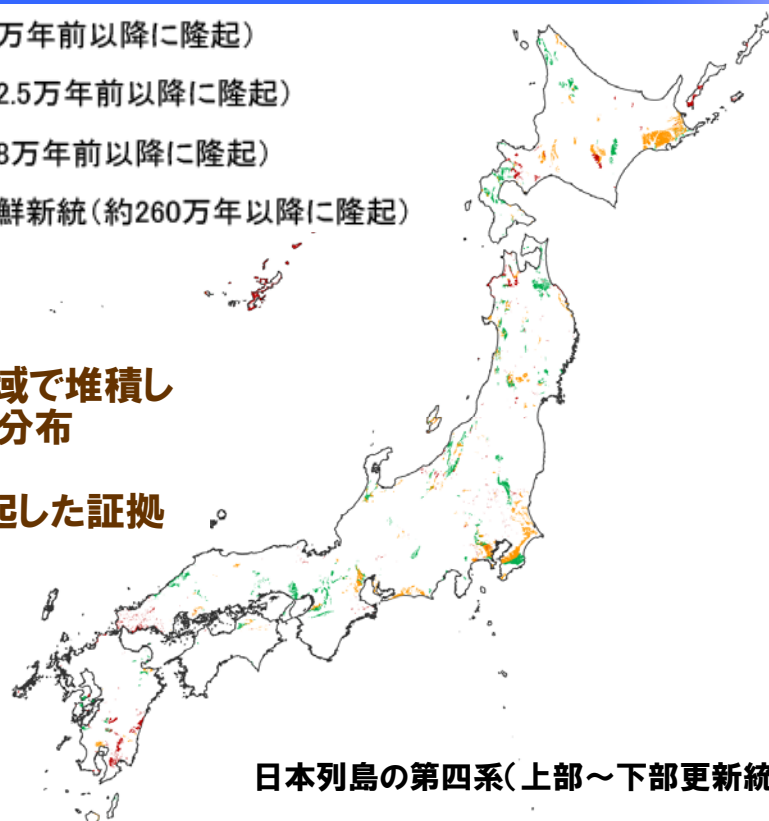 万年前以降に隆起)
2.5万年前以降に隆起)
8万年前以降に隆起)
鮮新統(約260万年以降に隆起)
域で堆積し
分布
起した証拠
日本列島の第四系(上部～下部更新統